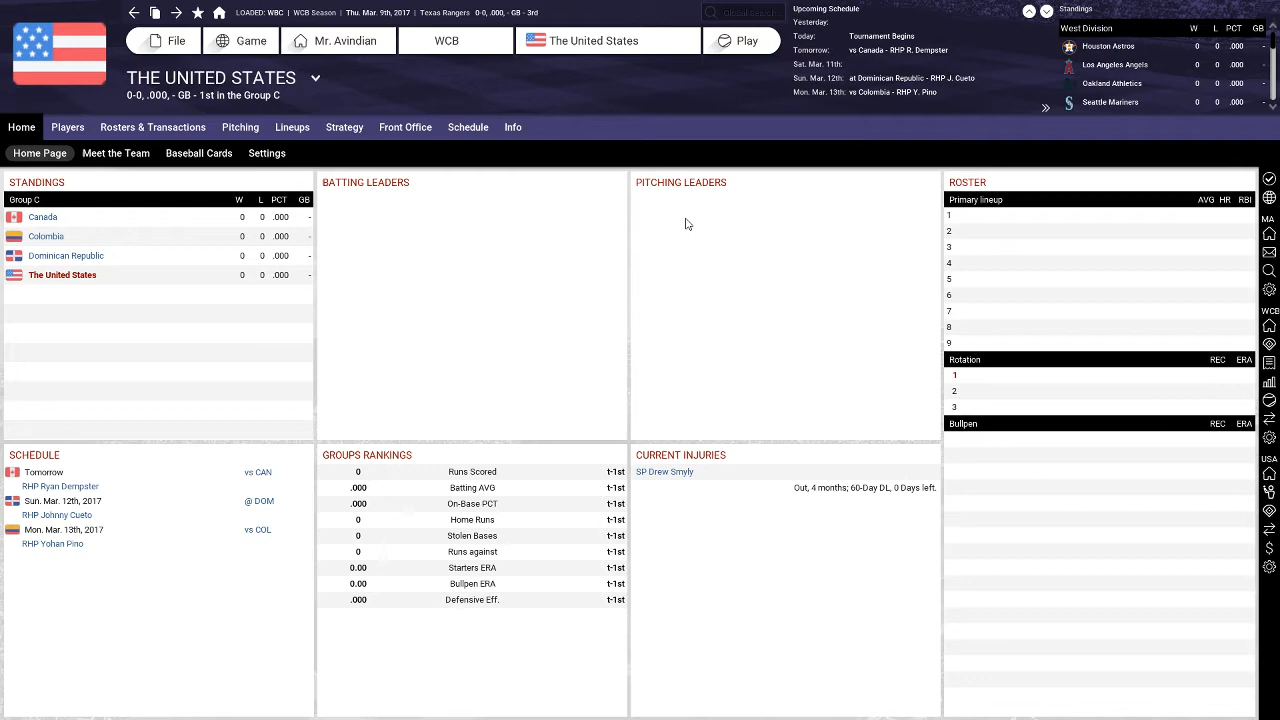 LOADED: WBC | WCB Season | Thu. Mar. 9th, 2017 | Texas Rangers 0-0, .000, - GB - 3rd
Global search
File
Game
Mr. Avindian
WCB
The United States
Play
THE UNITED STATES
0-0, .000, - GB - 1st in the Group C
Upcoming Schedule
Yesterday:
Today: Tournament Begins
Tomorrow: vs Canada - RHP R. Dempster
Sat. Mar. 11th:
Sun. Mar. 12th: at Dominican Republic - RHP J. Cueto
Mon. Mar. 13th: vs Colombia - RHP Y. Pino
»
Standings
West Division W L PCT GB
Houston Astros 0 0 .000 -
Los Angeles Angels 0 0 .000 -
Oakland Athletics 0 0 .000 -
Seattle Mariners 0 0 .000 -
Home Players Rosters & Transactions Pitching Lineups Strategy Front Office Schedule Info
Home Page Meet the Team Baseball Cards Settings
STANDINGS
Group C W L PCT GB
Canada 0 0 .000 -
Colombia 0 0 .000 -
Dominican Republic 0 0 .000 -
The United States 0 0 .000 -
BATTING LEADERS
PITCHING LEADERS
ROSTER
Primary lineup AVG HR RBI
1
2
3
4
5
6
7
8
9
Rotation REC ERA
1
2
3
Bullpen REC ERA
SCHEDULE
Tomorrow vs CAN
RHP Ryan Dempster
Sun. Mar. 12th, 2017 @ DOM
RHP Johnny Cueto
Mon. Mar. 13th, 2017 vs COL
RHP Yohan Pino
GROUPS RANKINGS
0 Runs Scored t-1st
.000 Batting AVG t-1st
.000 On-Base PCT t-1st
0 Home Runs t-1st
0 Stolen Bases t-1st
0 Runs against t-1st
0.00 Starters ERA t-1st
0.00 Bullpen ERA t-1st
.000 Defensive Eff. t-1st
CURRENT INJURIES
SP Drew Smyly
Out, 4 months; 60-Day DL, 0 Days left.
MA
WCB
USA